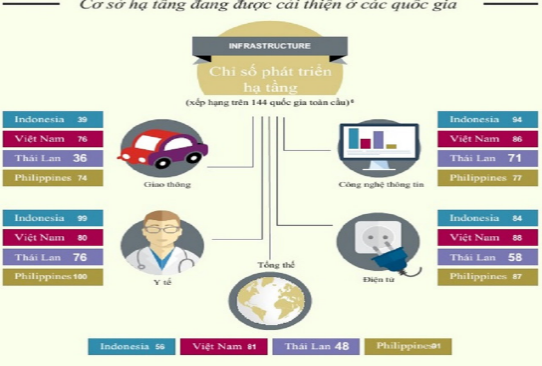 Cơ sở hạ tầng đang được cải thiện ở các quốc gia
INFRASTRUCTURE
Chỉ số phát triển
hạ tầng
(xếp hạng trên 144 quốc gia toàn cầu)
Indonesia 39
Việt Nam 76
Thái Lan 36
Philippines 74
Giao thông
Indonesia 94
Việt Nam 86
Thái Lan 71
Philippines 77
Công nghệ thông tin
Indonesia 99
Việt Nam 80
Thái Lan 76
Philippines 100
Y tế
Indonesia 84
Việt Nam 88
Thái Lan 58
Philippines 87
Điện tử
Tổng thể
Indonesia 56
Việt Nam 81
Thái Lan 48
Philippines 91